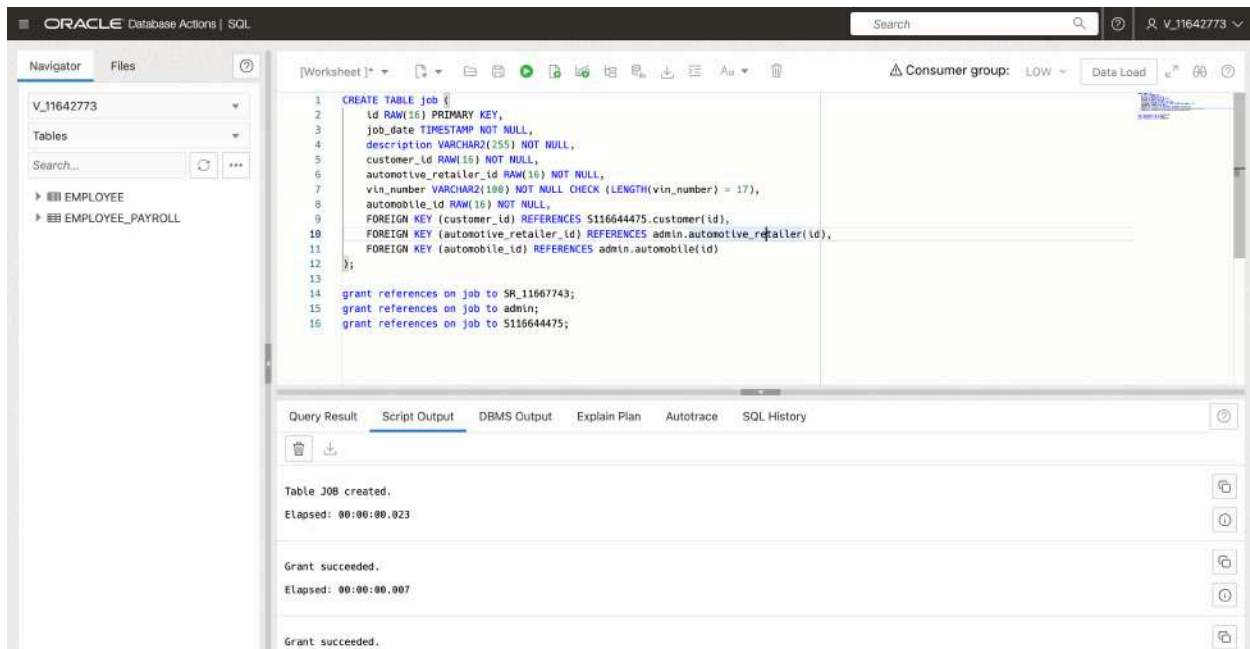 ORACLE Database Actions | SQL
Search
V_11642773
Navigator Files
[Worksheet]* Aa Consumer group: LOW Data Load
V_11642773
Tables
Search...
EMPLOYEE
EMPLOYEE_PAYROLL
1 CREATE TABLE job (
2 id RAW(16) PRIMARY KEY,
3 job_date TIMESTAMP NOT NULL,
4 description VARCHAR2(255) NOT NULL,
5 customer_id RAW(16) NOT NULL,
6 automotive_retailer_id RAW(16) NOT NULL,
7 vin_number VARCHAR2(100) NOT NULL CHECK (LENGTH(vin_number) = 17),
8 automobile_id RAW(16) NOT NULL,
9 FOREIGN KEY (customer_id) REFERENCES S116644475.customer(id),
10 FOREIGN KEY (automotive_retailer_id) REFERENCES admin.automotive_retailer(id),
11 FOREIGN KEY (automobile_id) REFERENCES admin.automobile(id)
12 );
13
14 grant references on job to SR_11667743;
15 grant references on job to admin;
16 grant references on job to S116644475;
Query Result Script Output DBMS Output Explain Plan Autotrace SQL History
Table JOB created.
Elapsed: 00:00:00.023
Grant succeeded.
Elapsed: 00:00:00.007
Grant succeeded.